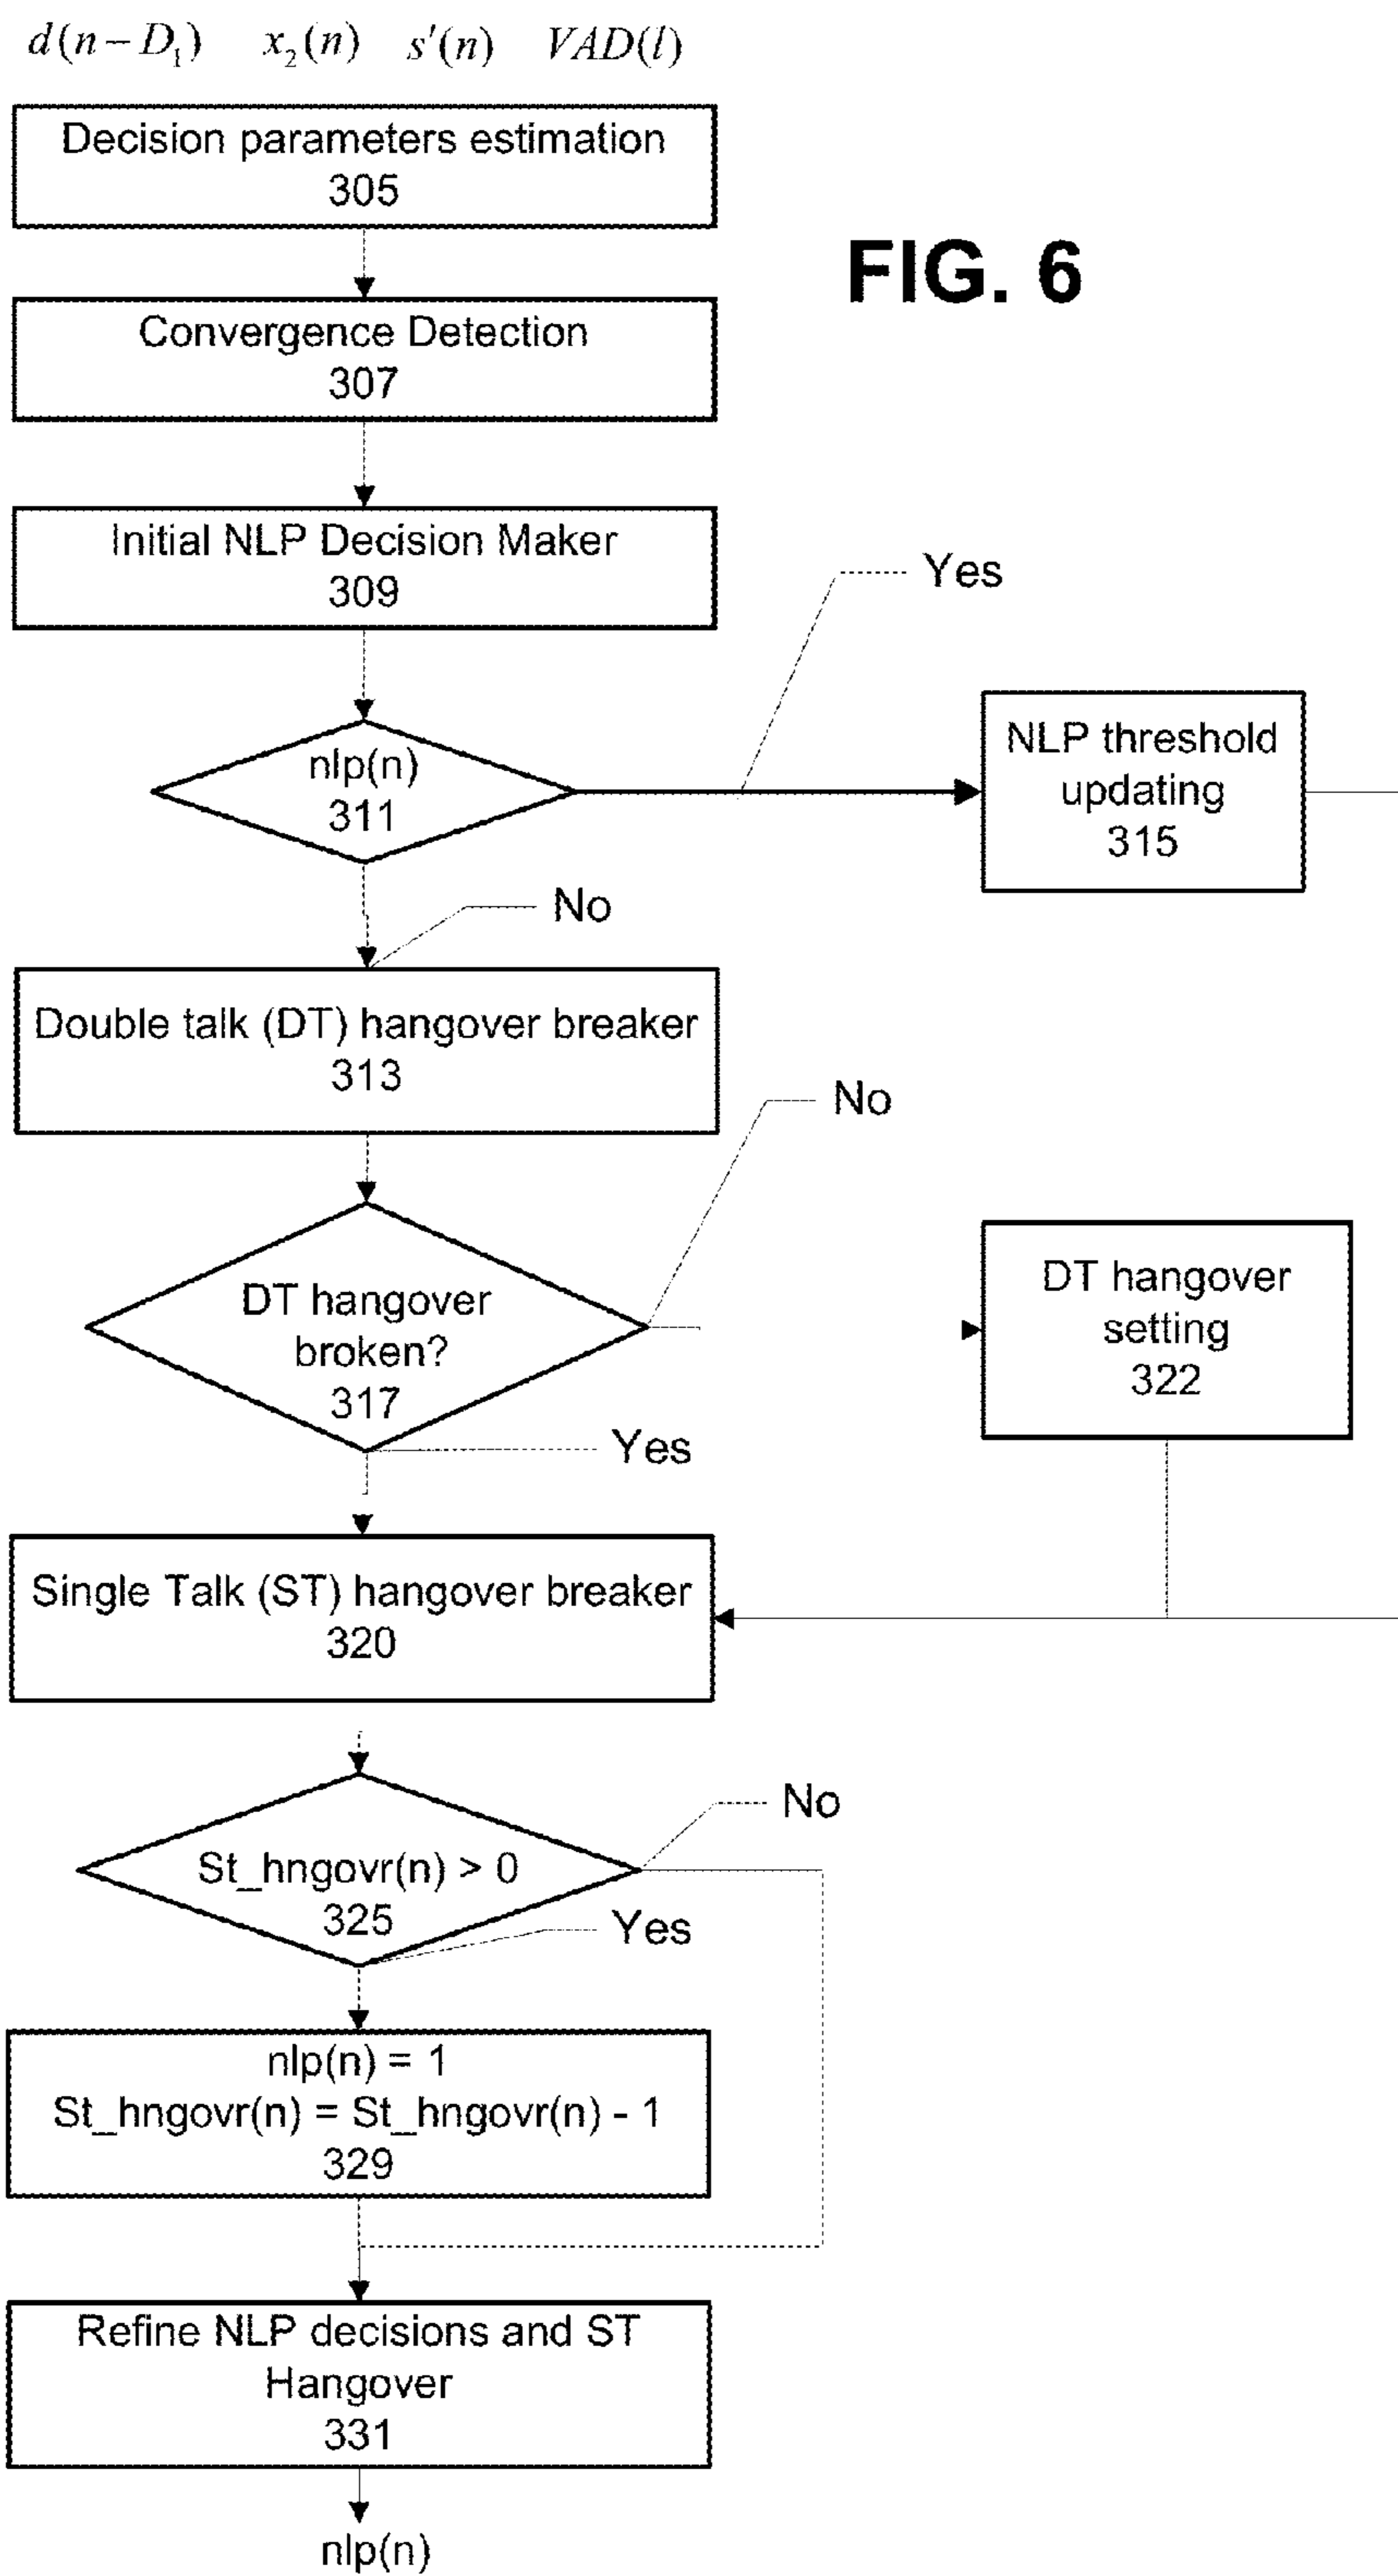 d(n−D₁) x₂(n) s′(n) VAD(l)
Decision parameters estimation
305
FIG. 6
Convergence Detection
307
Initial NLP Decision Maker
309
Yes
nlp(n)
311
NLP threshold
updating
315
No
Double talk (DT) hangover breaker
313
No
DT hangover
broken?
317
DT hangover
setting
322
Yes
Single Talk (ST) hangover breaker
320
No
St_hngovr(n) > 0
325
Yes
nlp(n) = 1
St_hngovr(n) = St_hngovr(n) - 1
329
Refine NLP decisions and ST
Hangover
331
nlp(n)